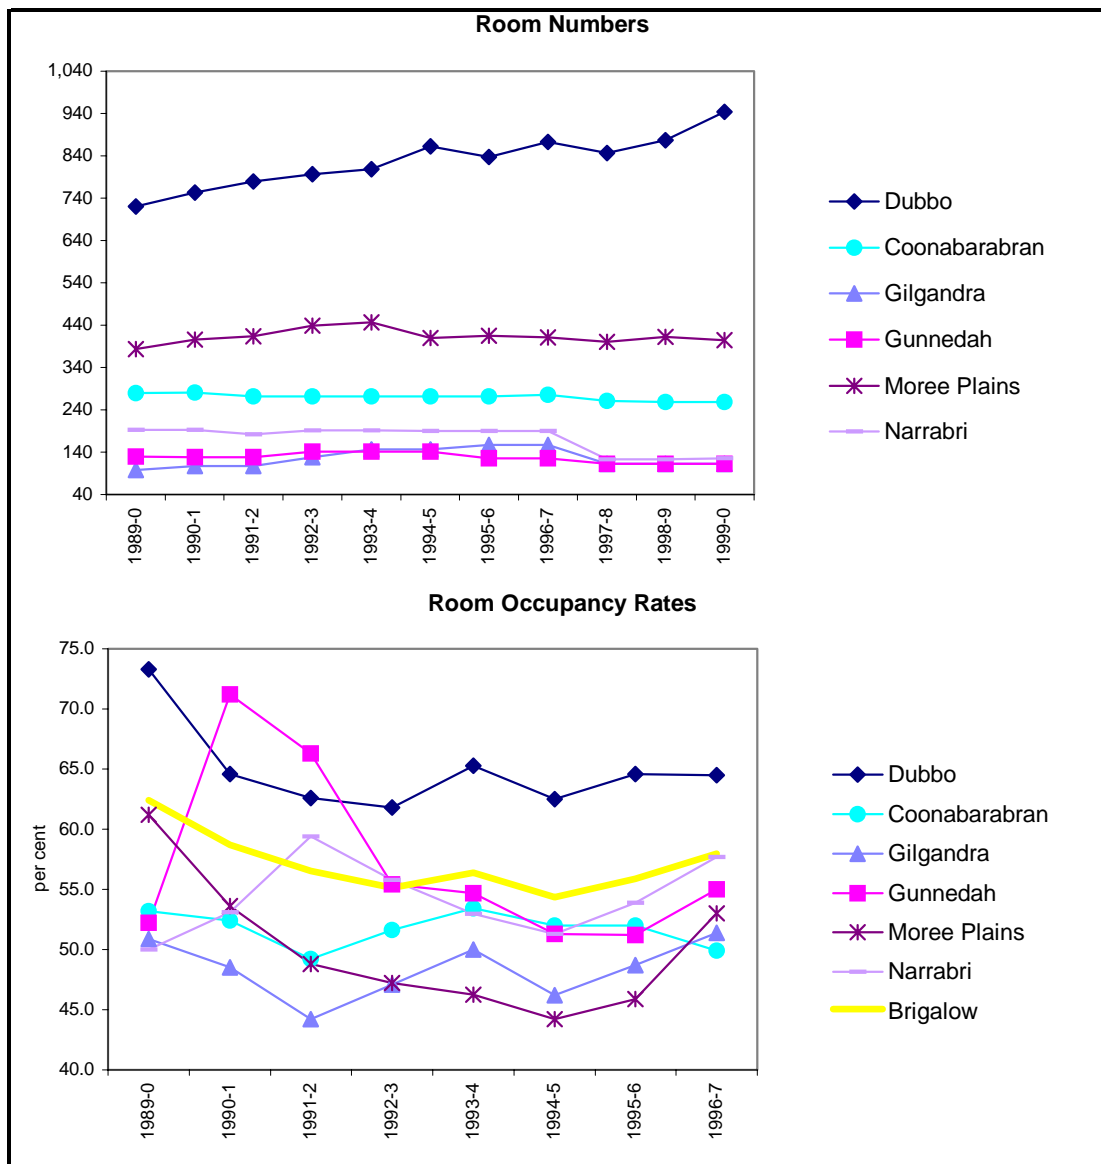 Room Numbers
1,040
940
840
740
640
540
440
340
240
140
40
1989-0
1990-1
1991-2
1992-3
1993-4
1994-5
1995-6
1996-7
1997-8
1998-9
1999-0
Dubbo
Coonabarabran
Gilgandra
Gunnedah
Moree Plains
Narrabri
Room Occupancy Rates
75.0
70.0
65.0
60.0
55.0
50.0
45.0
40.0
per cent
1989-0
1990-1
1991-2
1992-3
1993-4
1994-5
1995-6
1996-7
Dubbo
Coonabarabran
Gilgandra
Gunnedah
Moree Plains
Narrabri
Brigalow